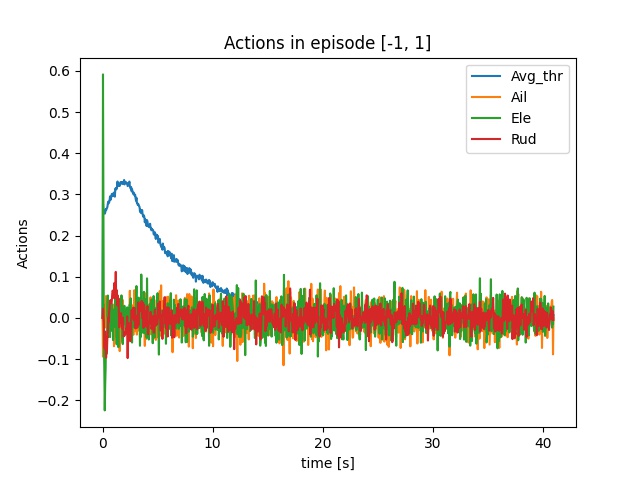 Actions in episode [-1, 1]
Avg_thr
Ail
Ele
Rud
Actions
0.6
0.5
0.4
0.3
0.2
0.1
0.0
−0.1
−0.2
0 10 20 30 40
time [s]